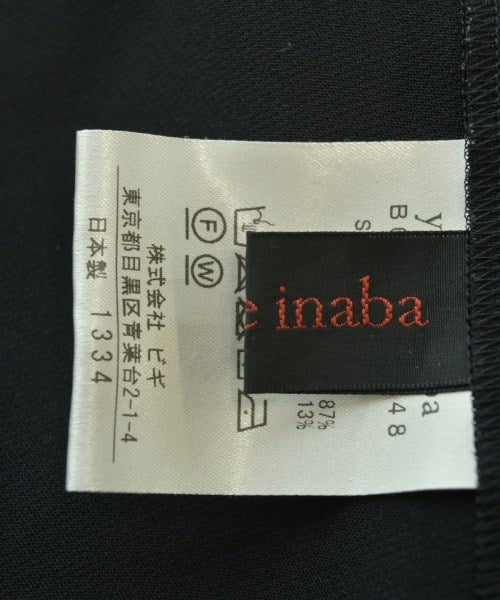 e inaba
y
a
B
48
S
87%
13%
F W
株式会社 ビギ
東京都目黒区青葉台2-1-4
日本製 1334